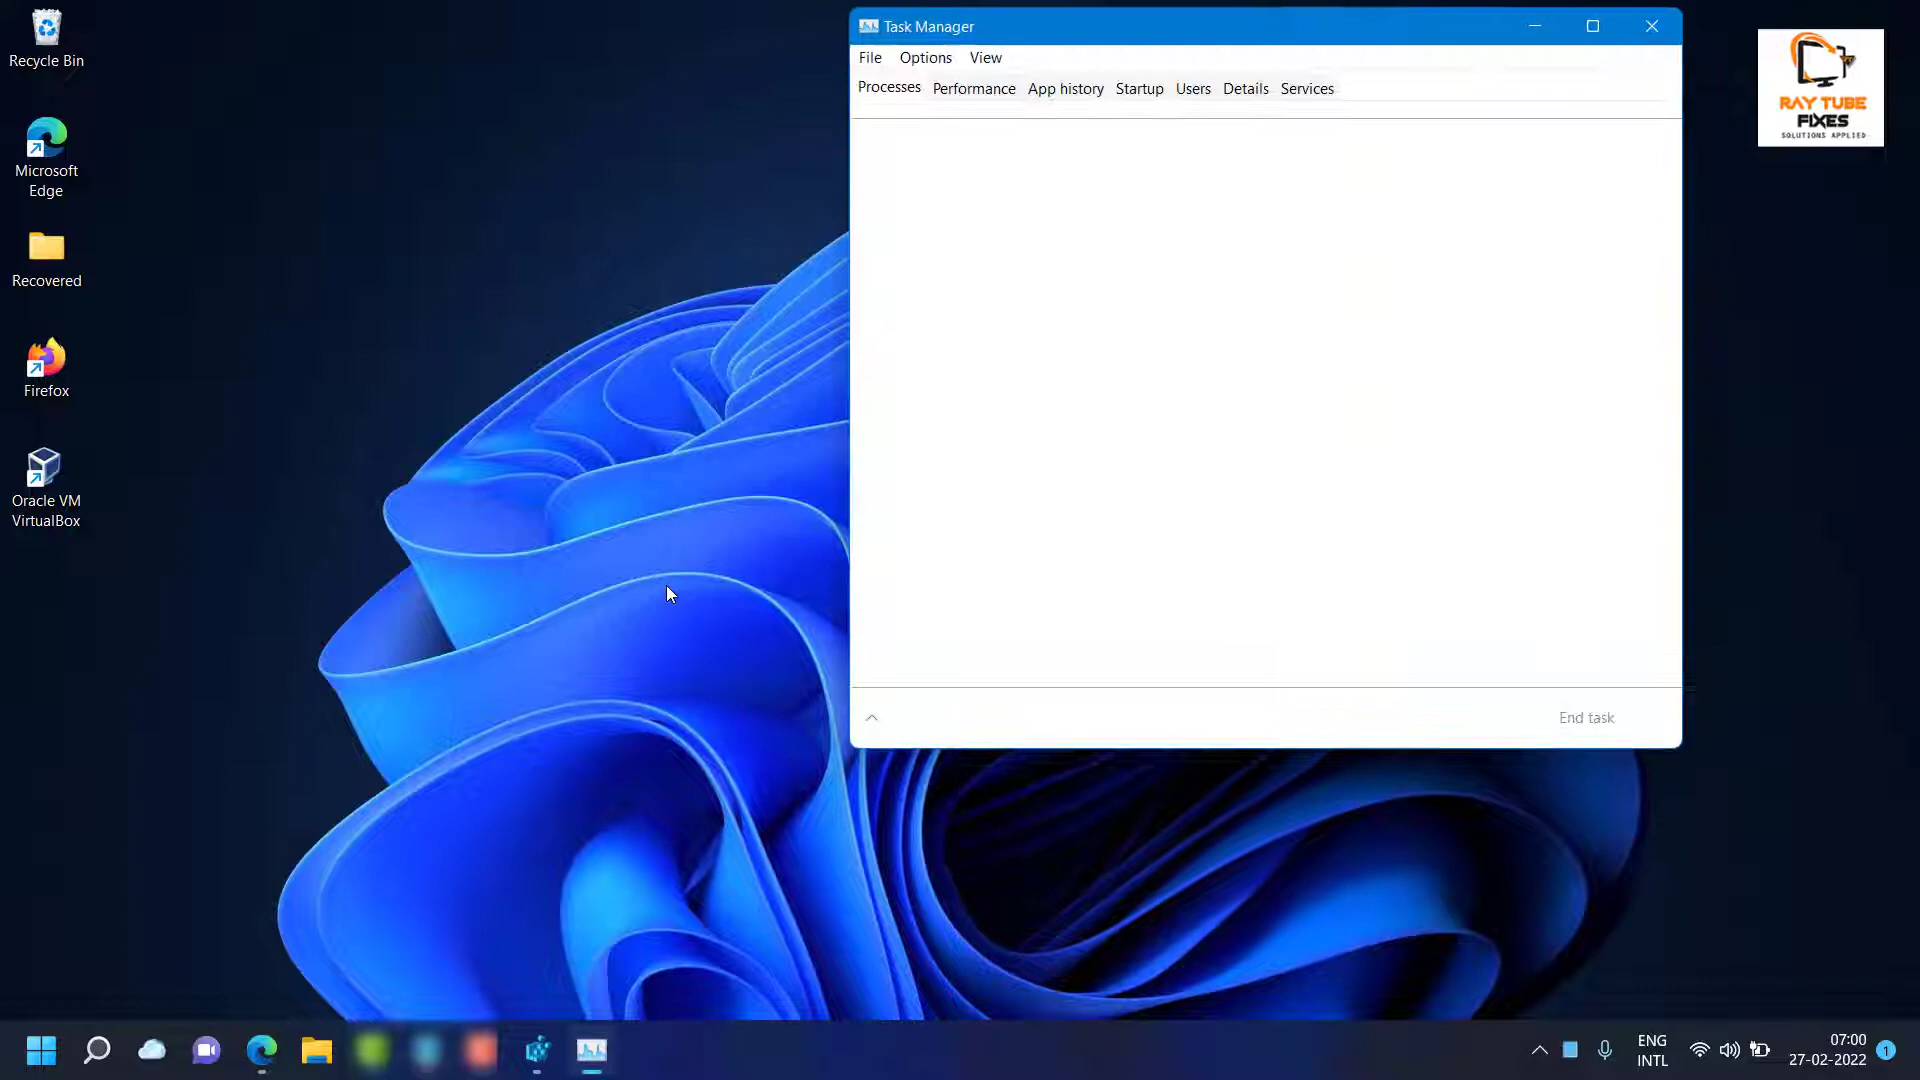 Recycle Bin
Microsoft
Edge
Recovered
Firefox
Oracle VM
VirtualBox
Task Manager
File Options View
Processes Performance App history Startup Users Details Services
End task
RAY TUBE
FIXES
SOLUTIONS APPLIED
ENG
INTL
07:00
27-02-2022
1